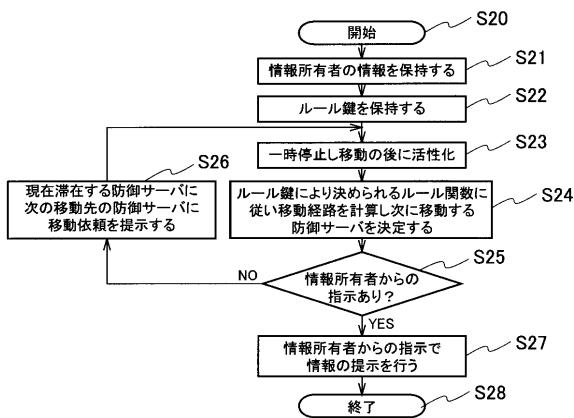 開始
S20
情報所有者の情報を保持する
S21
ルール鍵を保持する
S22
一時停止し移動の後に活性化
S23
ルール鍵により決められるルール関数に
従い移動経路を計算し次に移動する
防御サーバを決定する
S24
情報所有者からの
指示あり?
S25
NO
YES
現在滞在する防御サーバに
次の移動先の防御サーバに
移動依頼を提示する
S26
情報所有者からの指示で
情報の提示を行う
S27
終了
S28